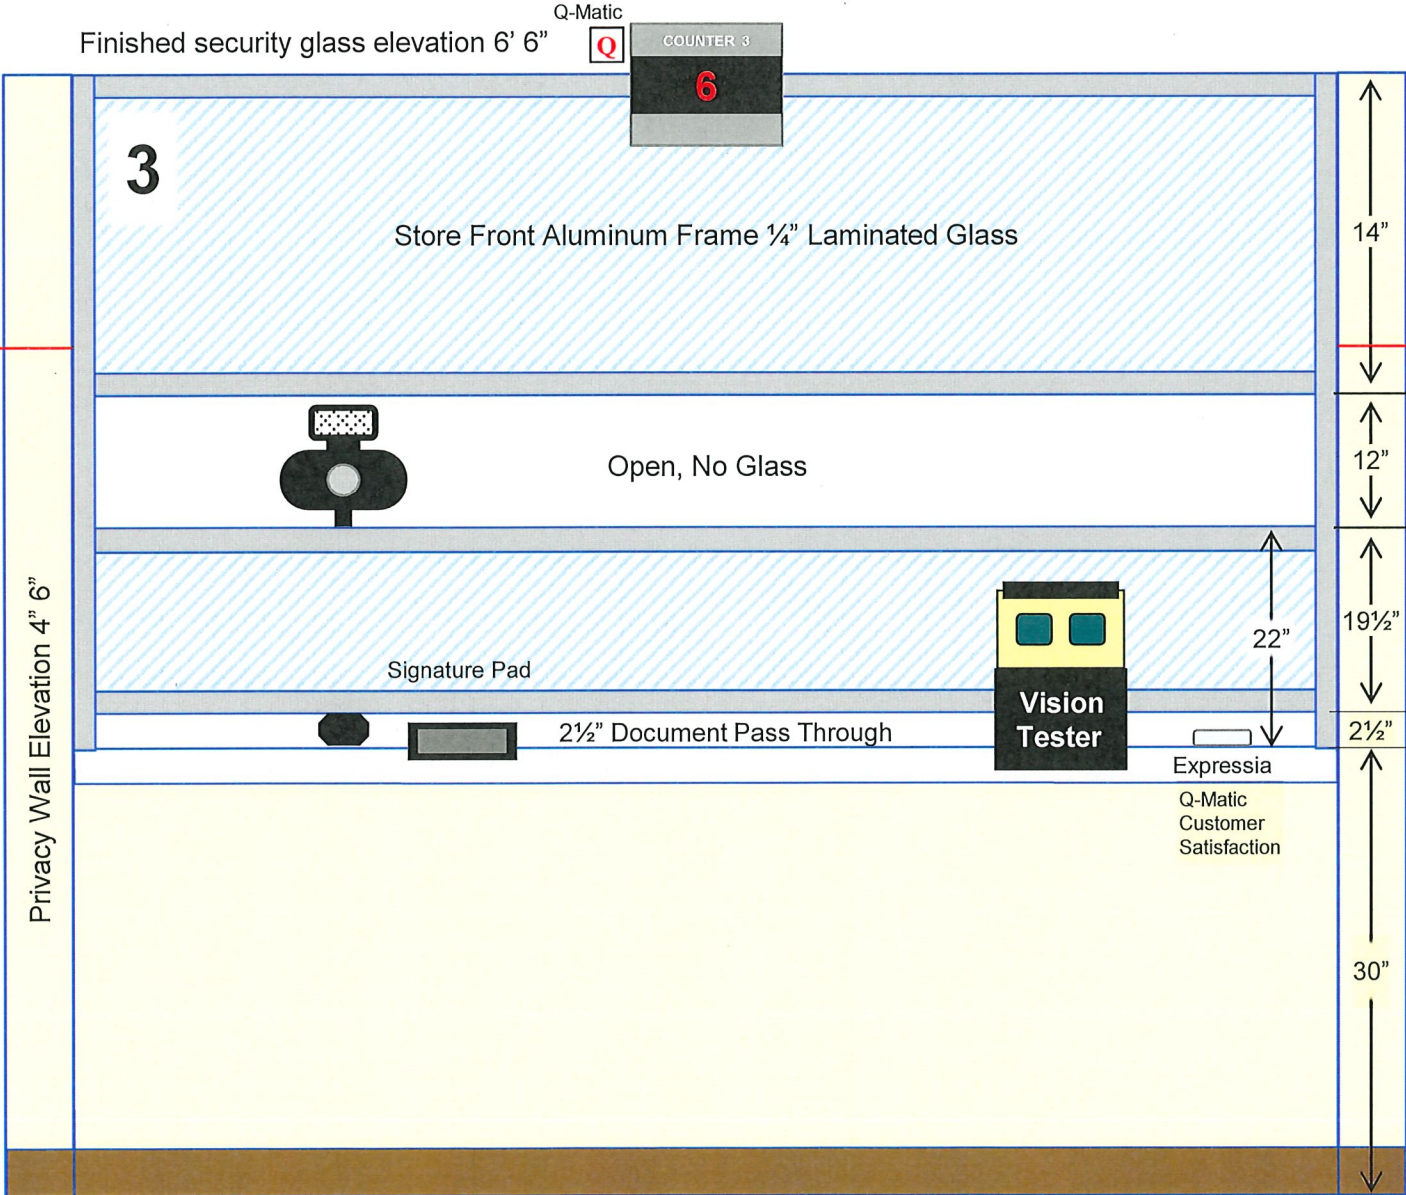 Q-Matic
Finished security glass elevation 6’ 6”
Q
COUNTER 3
6
3
Store Front Aluminum Frame ¼” Laminated Glass
14”
Open, No Glass
12”
Privacy Wall Elevation 4” 6”
19½”
22”
Signature Pad
Vision
Tester
2½” Document Pass Through
2½”
Expressia
Q-Matic
Customer
Satisfaction
30”